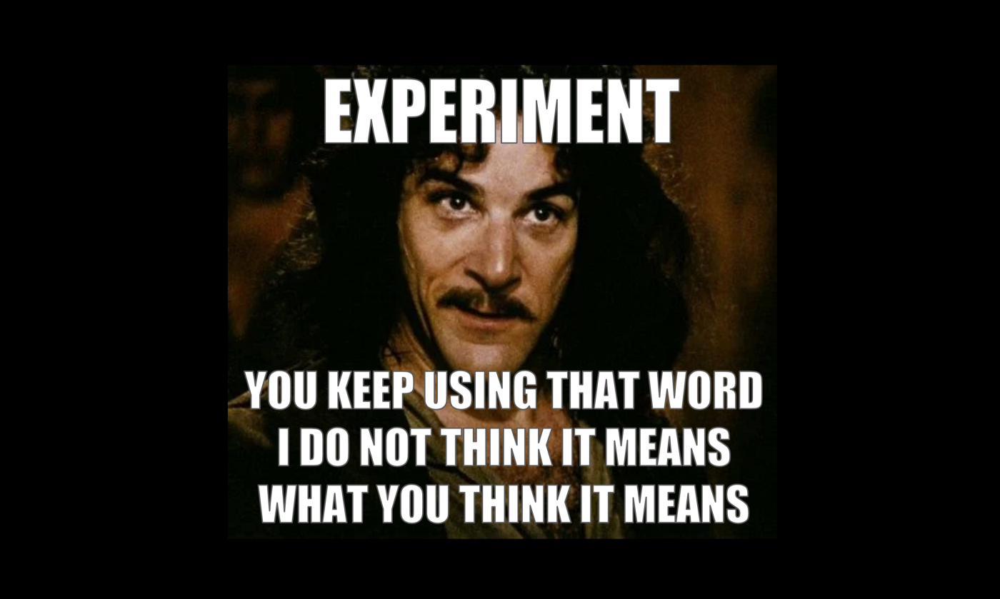 EXPERIMENT
YOU KEEP USING THAT WORD
I DO NOT THINK IT MEANS
WHAT YOU THINK IT MEANS